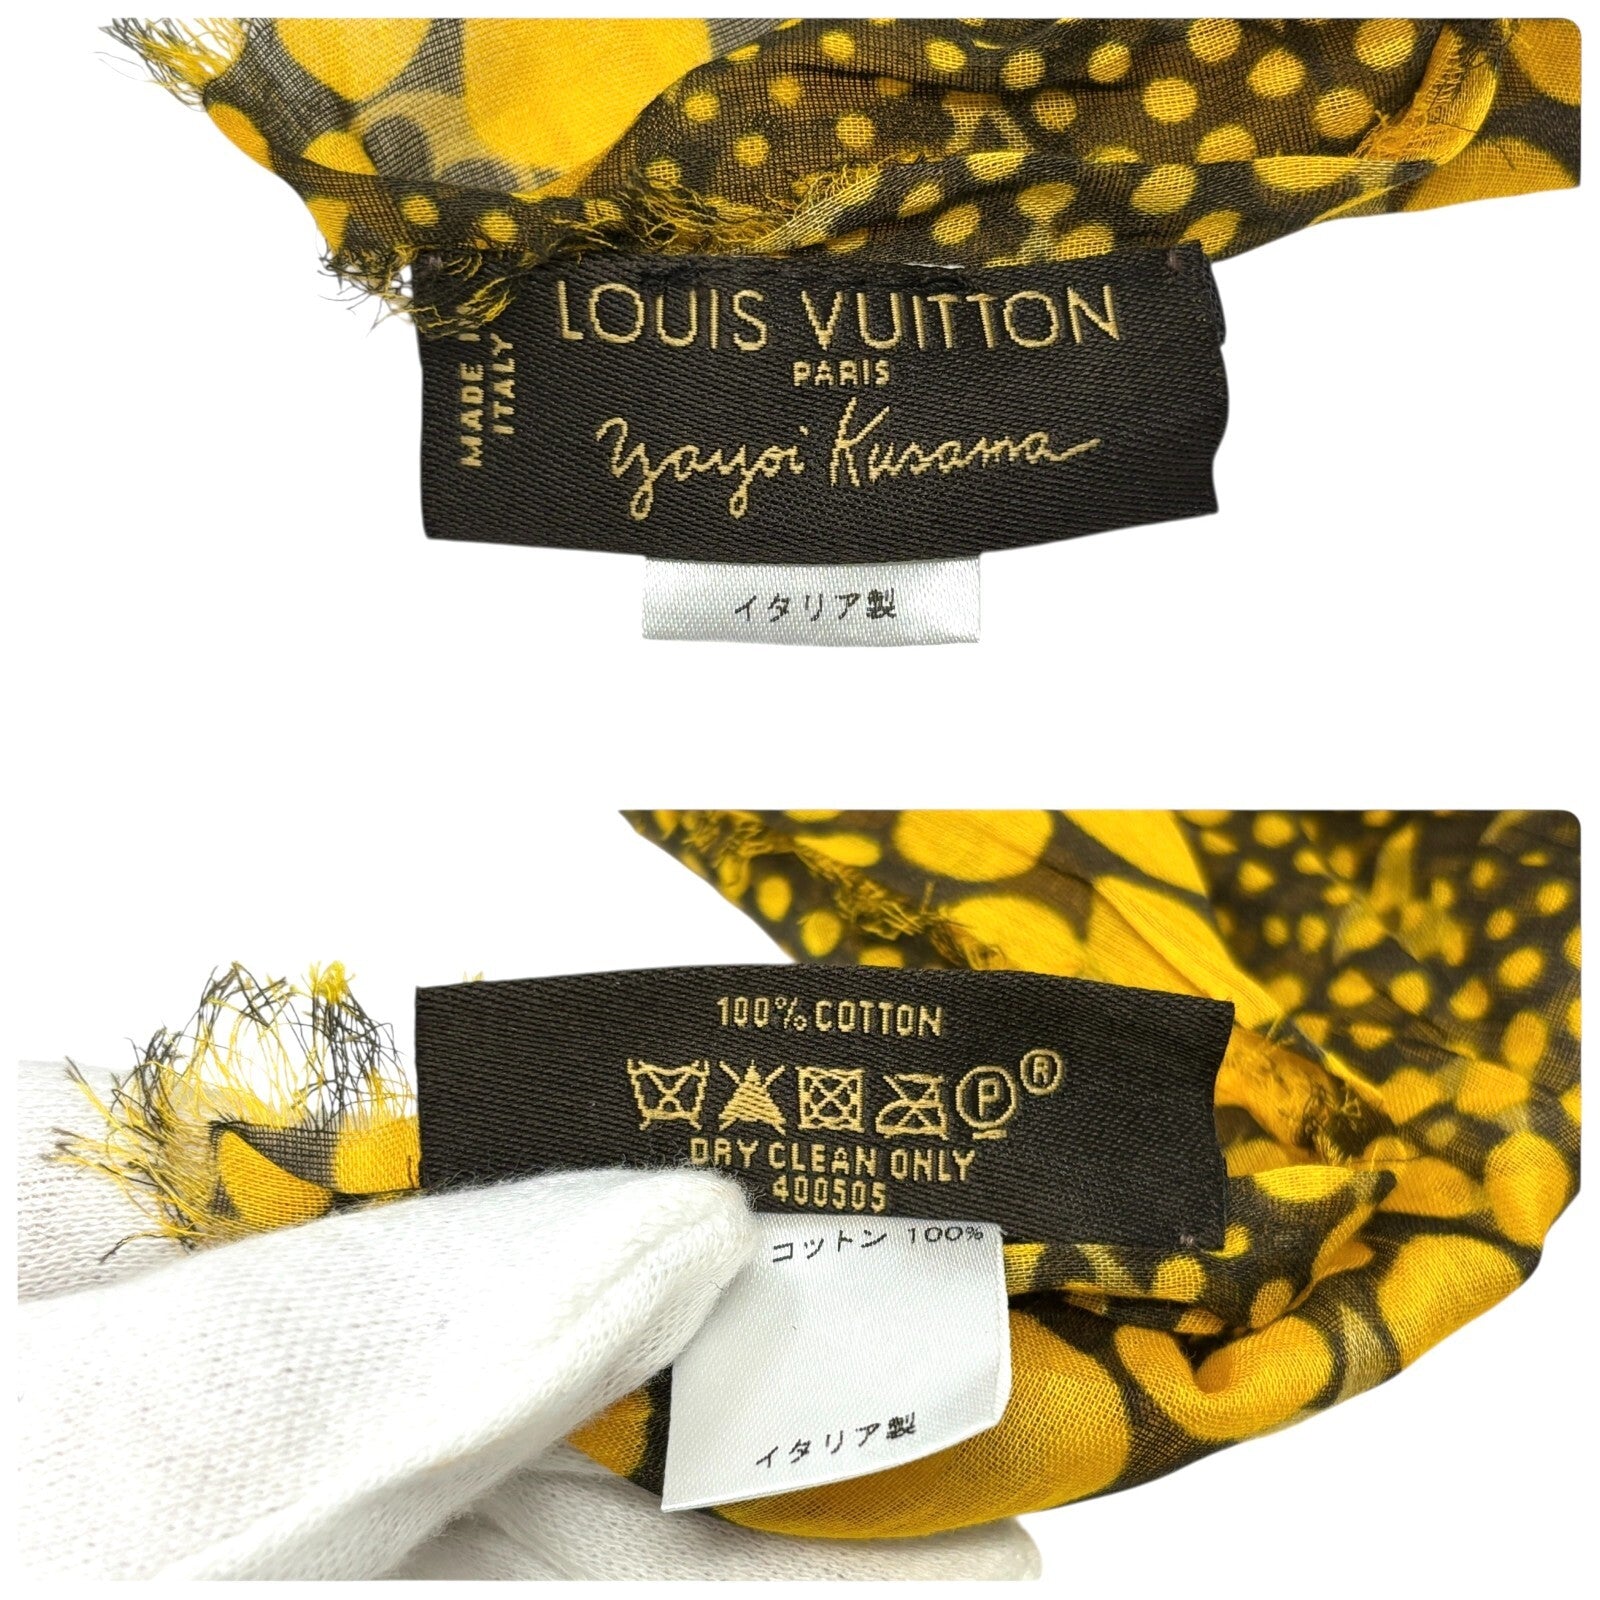 LOUIS VUITTON
PARIS
Yayoi Kusama
MADE
ITALY
イタリア製
100% COTTON
P ®
DRY CLEAN ONLY
400505
コットン 100%
イタリア製